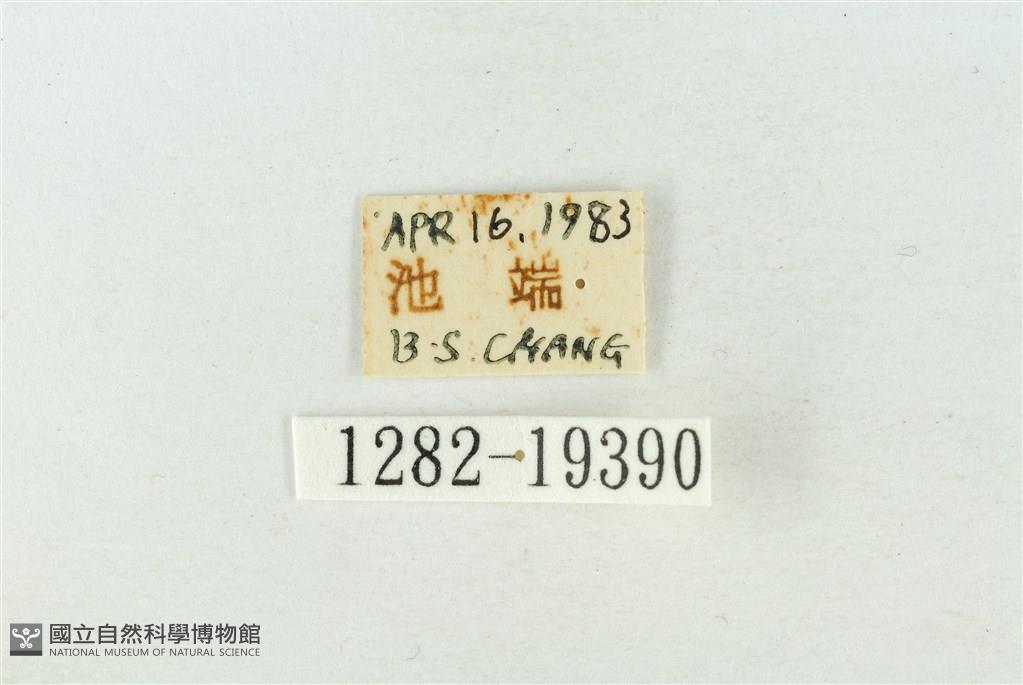 APR 16. 1983
池 端
B.S. CHANG
1282-19390
國立自然科學博物館
NATIONAL MUSEUM OF NATURAL SCIENCE